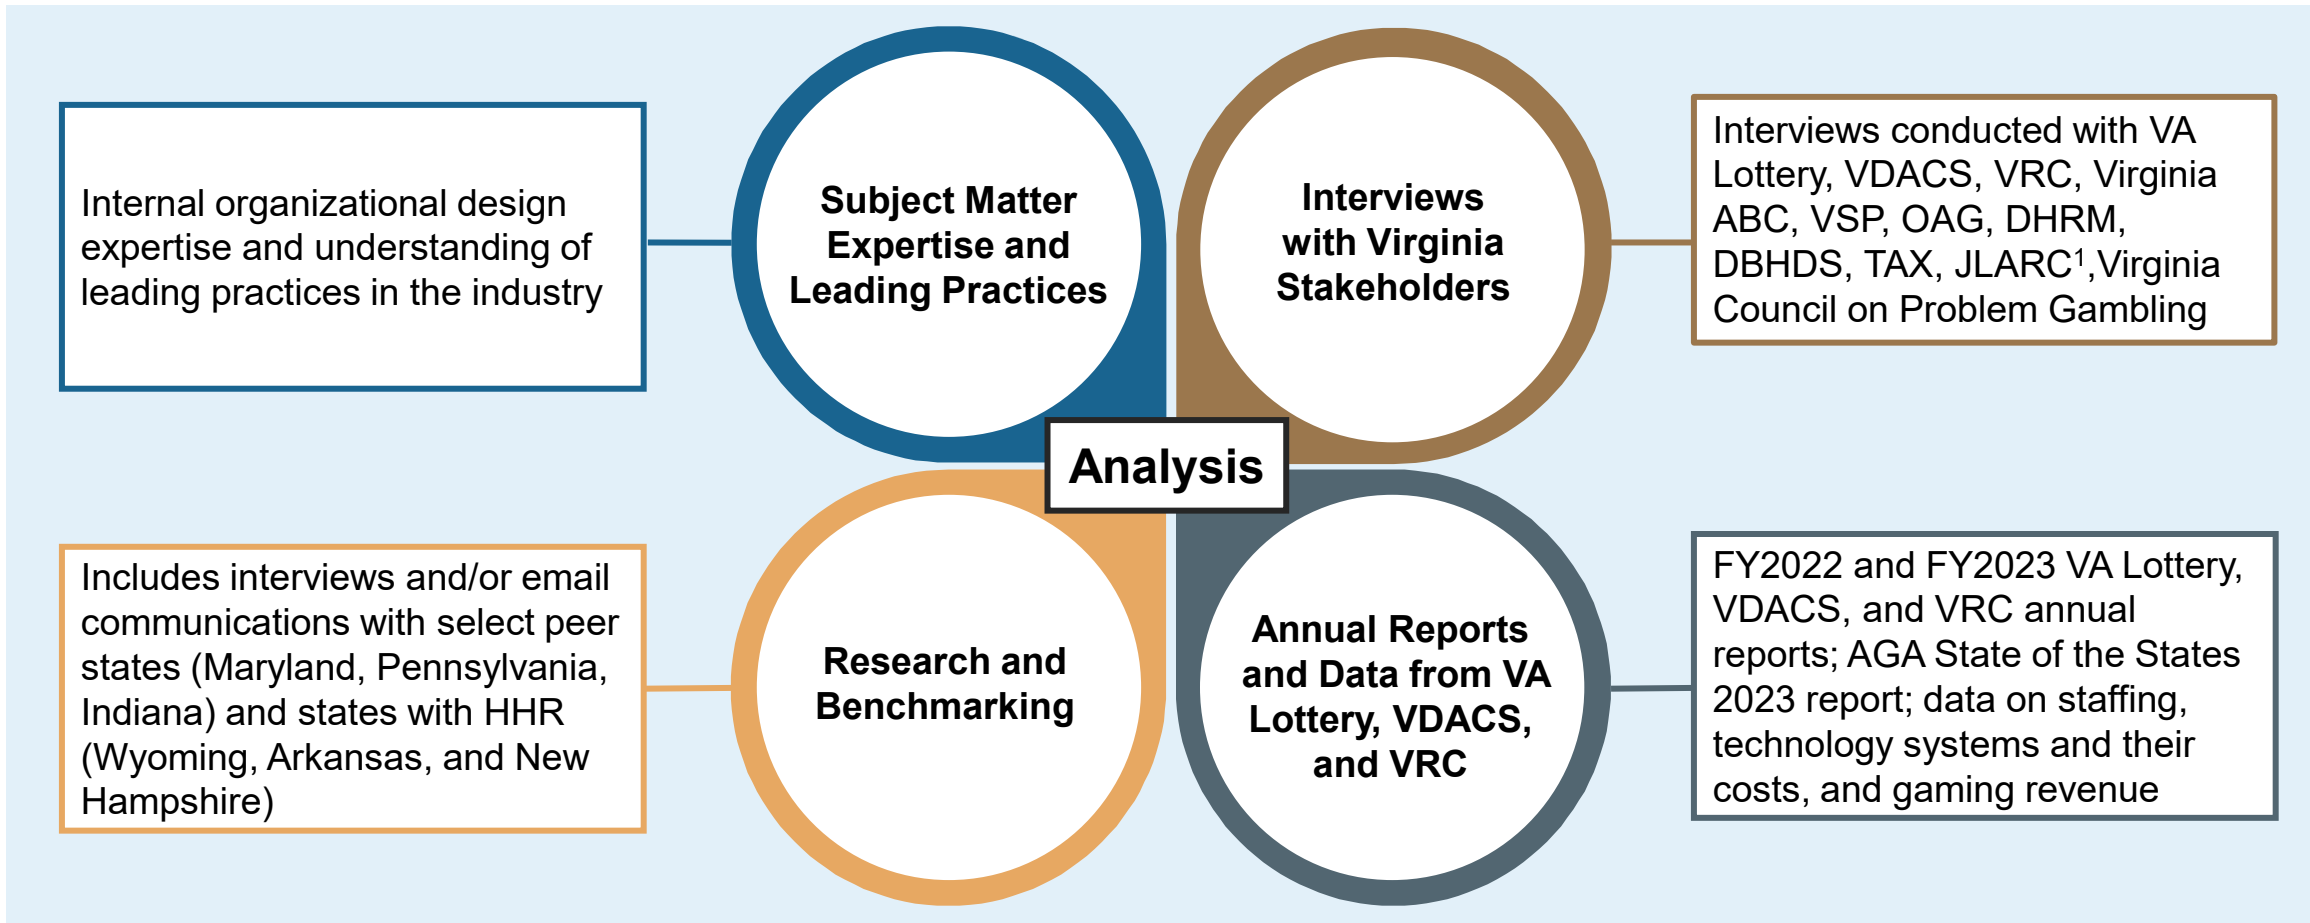 Internal organizational design
expertise and understanding of
leading practices in the industry
Subject Matter
Expertise and
Leading Practices
Interviews
with Virginia
Stakeholders
Interviews conducted with VA
Lottery, VDACS, VRC, Virginia
ABC, VSP, OAG, DHRM,
DBHDS, TAX, JLARC¹,Virginia
Council on Problem Gambling
Analysis
Includes interviews and/or email
communications with select peer
states (Maryland, Pennsylvania,
Indiana) and states with HHR
(Wyoming, Arkansas, and New
Hampshire)
Research and
Benchmarking
Annual Reports
and Data from VA
Lottery, VDACS,
and VRC
FY2022 and FY2023 VA Lottery,
VDACS, and VRC annual
reports; AGA State of the States
2023 report; data on staffing,
technology systems and their
costs, and gaming revenue